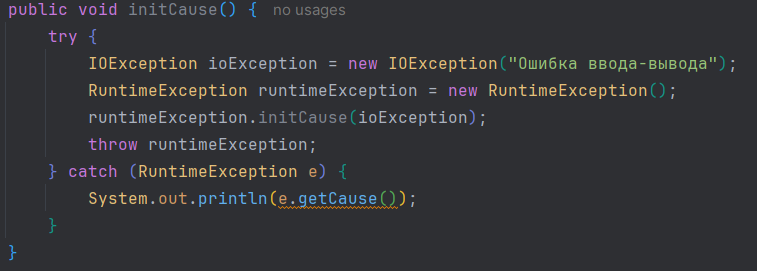 public void initCause() { no usages
    try {
        IOException ioException = new IOException("Ошибка ввода-вывода");
        RuntimeException runtimeException = new RuntimeException();
        runtimeException.initCause(ioException);
        throw runtimeException;
    } catch (RuntimeException e) {
        System.out.println(e.getCause());
    }
}